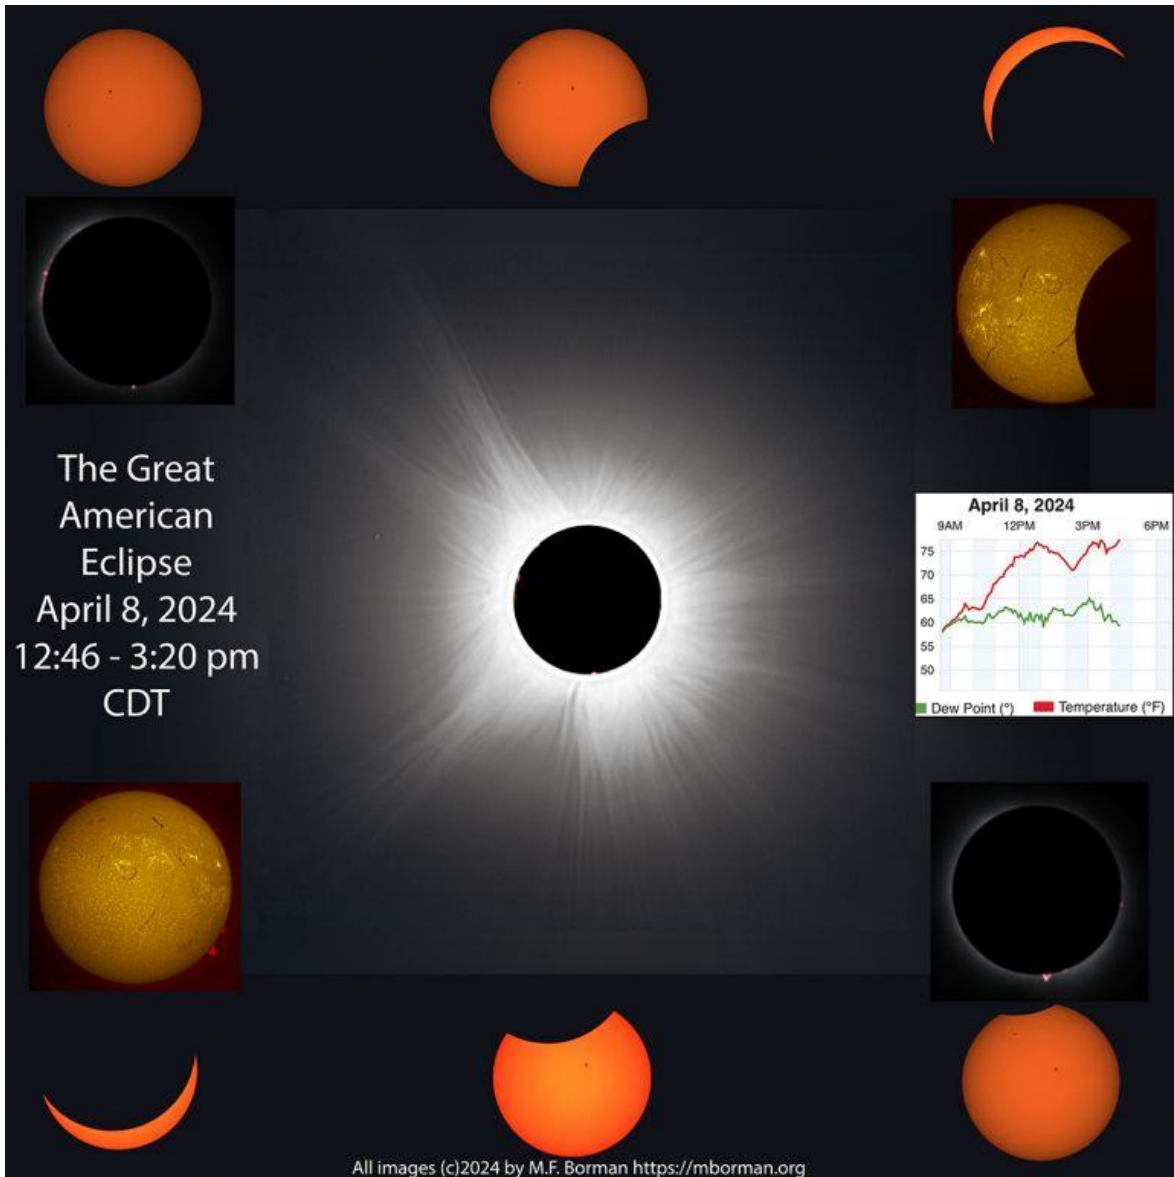 The Great
American
Eclipse
April 8, 2024
12:46 - 3:20 pm
CDT
April 8, 2024
9AM 12PM 3PM 6PM
75
70
65
60
55
50
Dew Point (°) Temperature (°F)
All images (c)2024 by M.F. Borman https://mborman.org